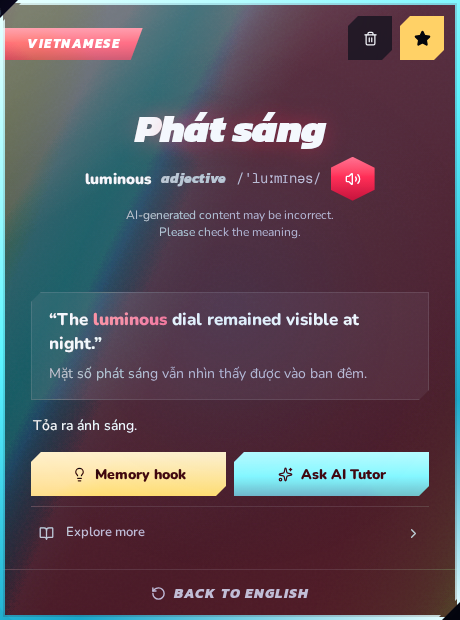 VIETNAMESE
Phát sáng
luminous adjective /ˈluːmɪnəs/
AI-generated content may be incorrect.
Please check the meaning.
“The luminous dial remained visible at
night.”
Mặt số phát sáng vẫn nhìn thấy được vào ban đêm.
Tỏa ra ánh sáng.
Memory hook
Ask AI Tutor
Explore more
BACK TO ENGLISH